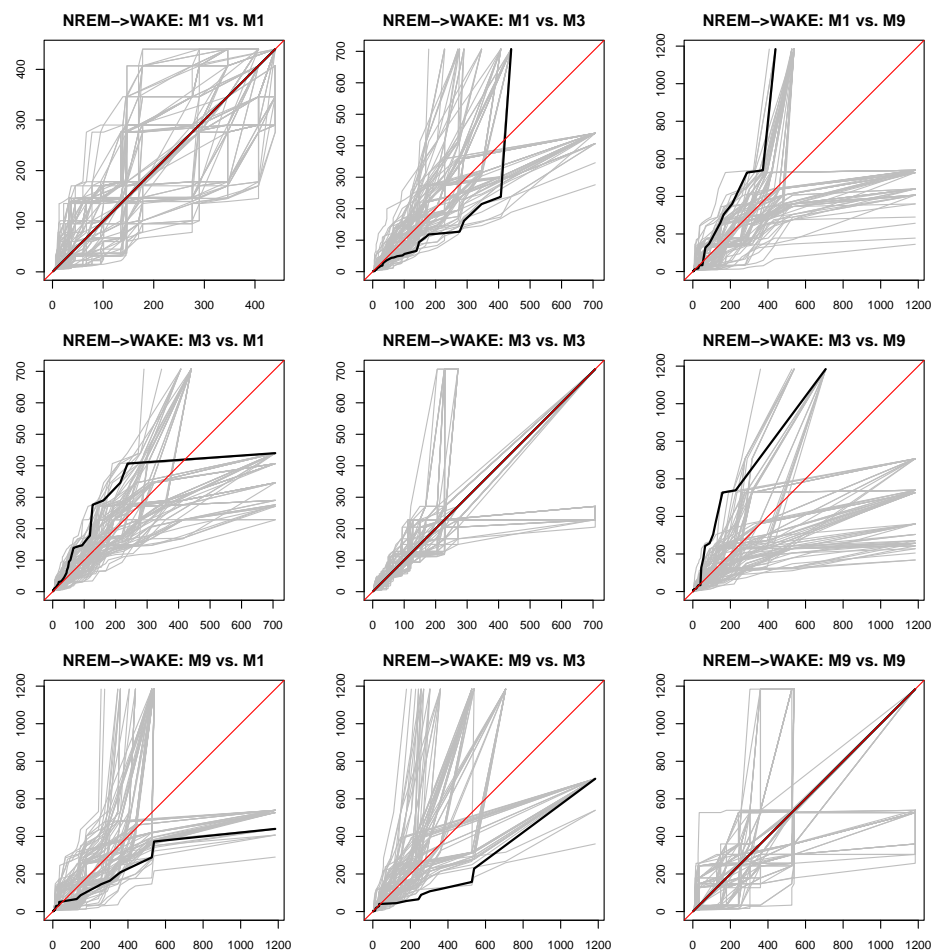 NREM−>WAKE: M1 vs. M1
NREM−>WAKE: M1 vs. M3
NREM−>WAKE: M1 vs. M9
0 100 200 300 400
0 100 200 300 400
0 100 200 300 400 500 600 700
0 100 200 300 400 500 600 700
0 200 400 600 800 1000 1200
0 200 400 600 800 1000 1200
NREM−>WAKE: M3 vs. M1
NREM−>WAKE: M3 vs. M3
NREM−>WAKE: M3 vs. M9
0 100 200 300 400 500 600 700
0 100 200 300 400 500 600 700
0 100 200 300 400 500 600 700
0 100 200 300 400 500 600 700
0 200 400 600 800 1000 1200
0 200 400 600 800 1000 1200
NREM−>WAKE: M9 vs. M1
NREM−>WAKE: M9 vs. M3
NREM−>WAKE: M9 vs. M9
0 200 400 600 800 1000 1200
0 200 400 600 800 1000 1200
0 200 400 600 800 1000 1200
0 200 400 600 800 1000 1200
0 200 400 600 800 1000 1200
0 200 400 600 800 1000 1200